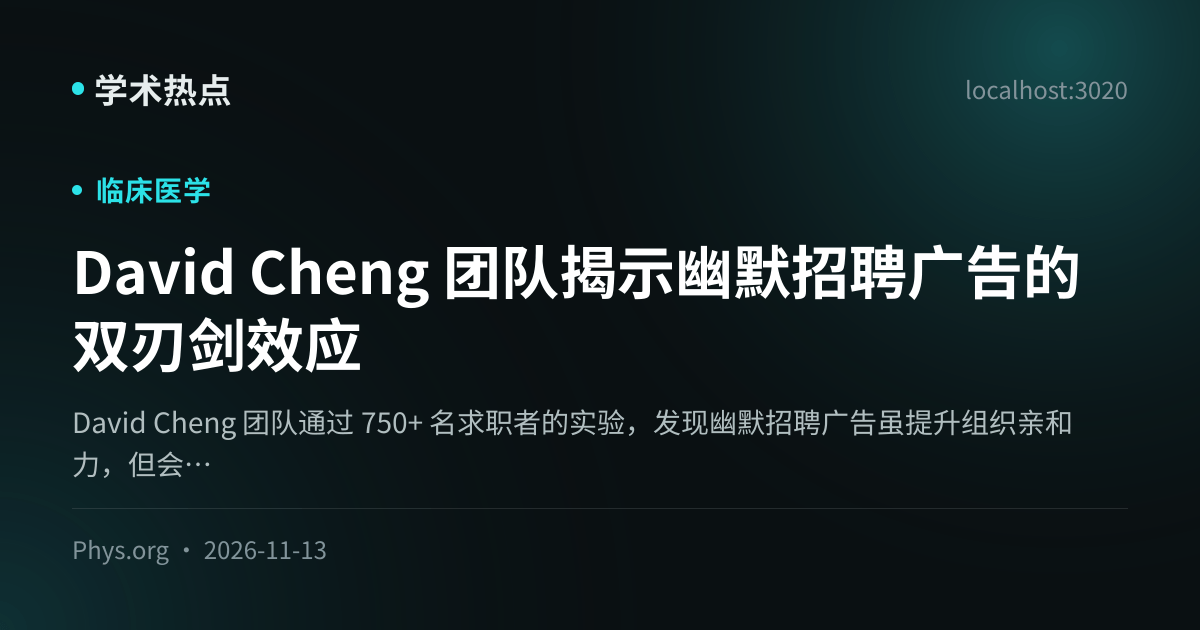 学术热点
localhost:3020
临床医学
David Cheng 团队揭示幽默招聘广告的
双刃剑效应
David Cheng 团队通过 750+ 名求职者的实验，发现幽默招聘广告虽提升组织亲和
力，但会…
Phys.org · 2026-11-13